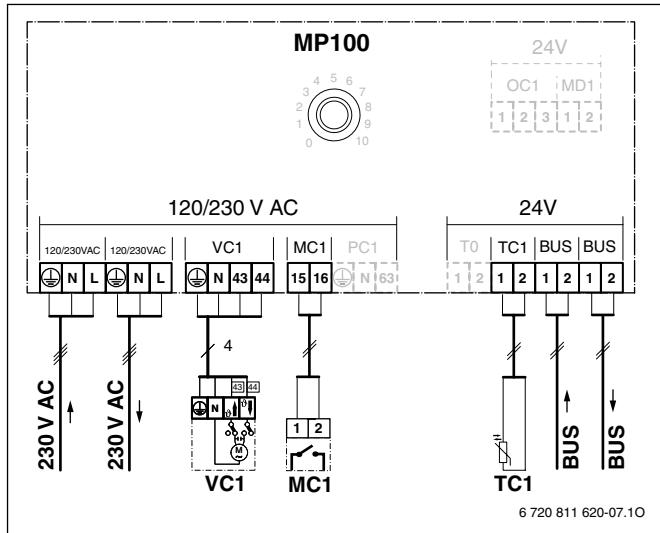 MP100
24V
OC1 MD1
1 2 3 1 2
0 1 2 3 4 5 6 7 8 9 10
120/230 V AC
24V
120/230VAC 120/230VAC VC1 MC1 PC1 T0 TC1 BUS BUS
N L N L N 43 44 15 16 N 63 1 2 1 2 1 2 1 2
4
43 44
N ϑ ϑ
M
~
1 2
230 V AC
230 V AC
VC1
MC1
TC1
BUS
BUS
6 720 811 620-07.1O